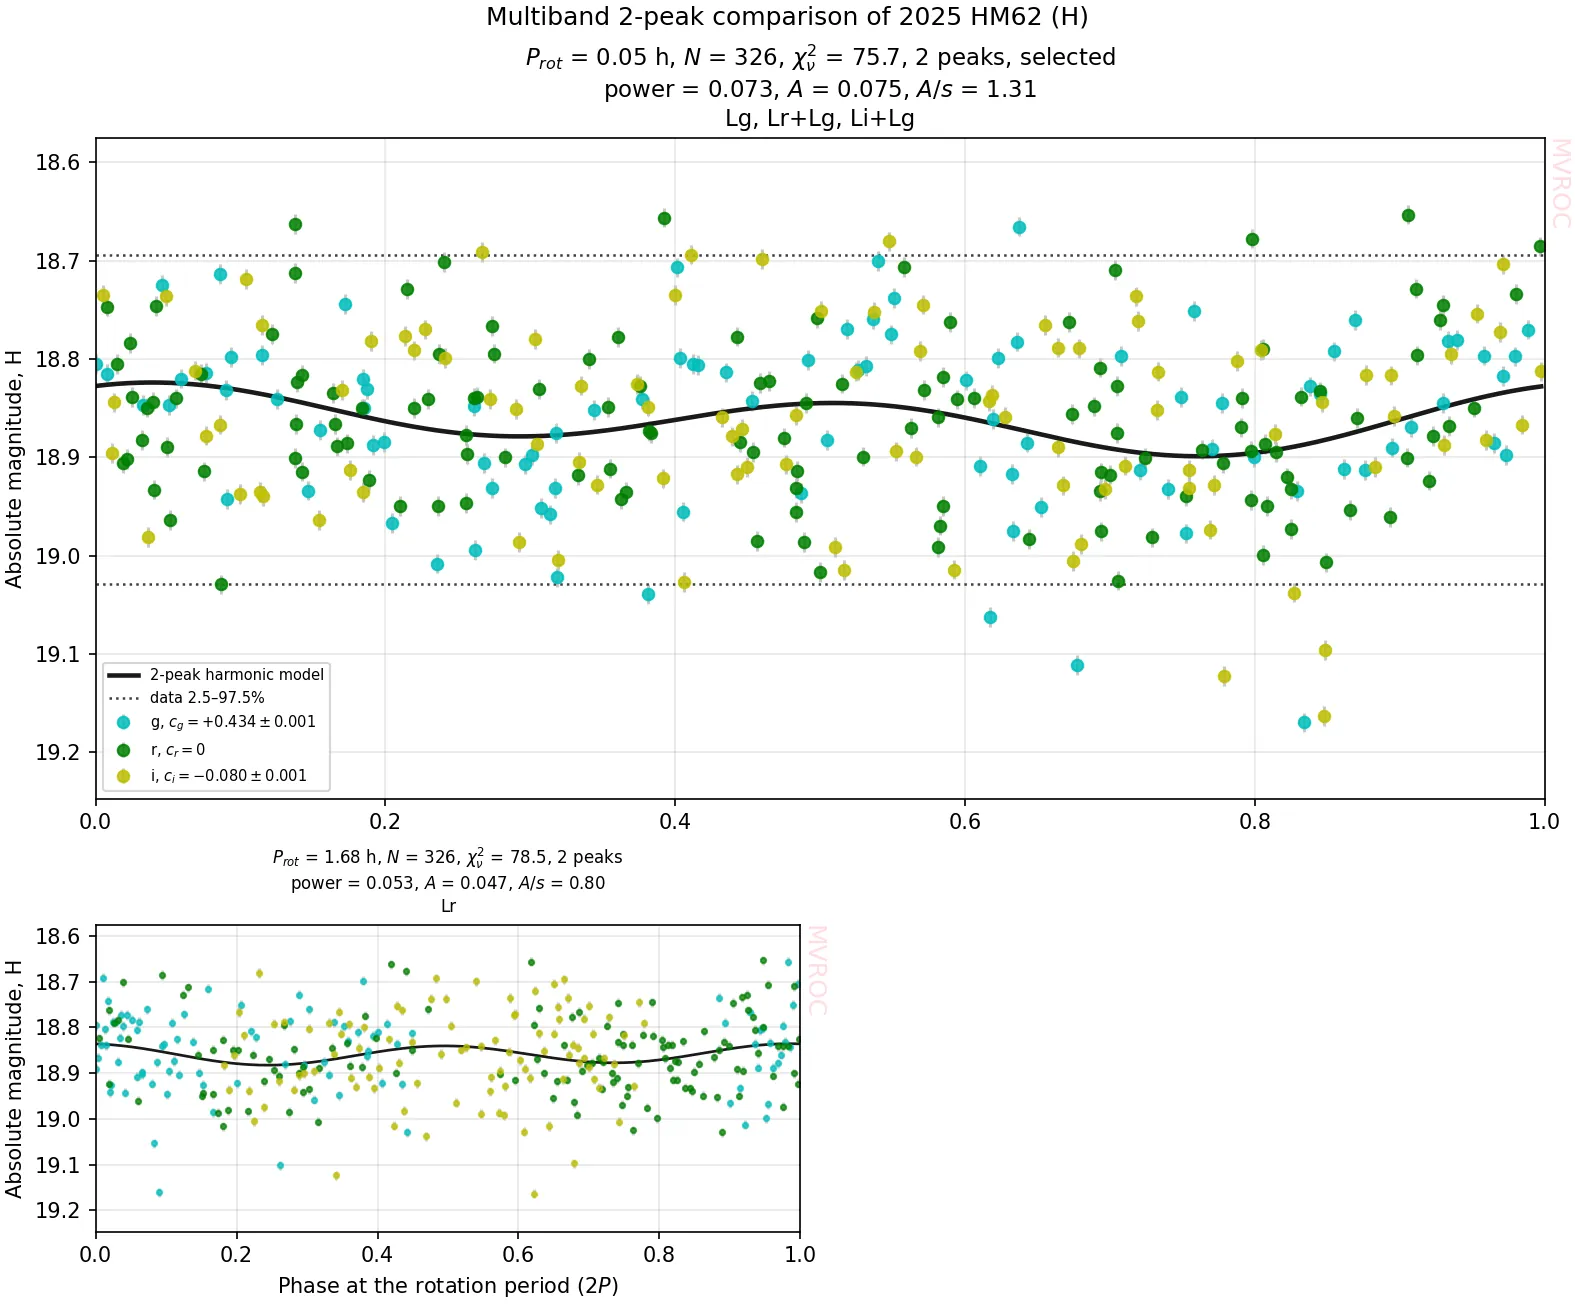 Multiband 2-peak comparison of 2025 HM62 (H)
P_rot = 0.05 h, N = 326, χ²_ν = 75.7, 2 peaks, selected
power = 0.073, A = 0.075, A/s = 1.31
Lg, Lr+Lg, Li+Lg
MVROC
Absolute magnitude, H
18.6
18.7
18.8
18.9
19.0
19.1
19.2
2-peak harmonic model
data 2.5–97.5%
g, c_g = +0.434 ± 0.001
r, c_r = 0
i, c_i = −0.080 ± 0.001
0.0 0.2 0.4 0.6 0.8 1.0
P_rot = 1.68 h, N = 326, χ²_ν = 78.5, 2 peaks
power = 0.053, A = 0.047, A/s = 0.80
Lr
MVROC
Absolute magnitude, H
18.6
18.7
18.8
18.9
19.0
19.1
19.2
0.0 0.2 0.4 0.6 0.8 1.0
Phase at the rotation period (2P)